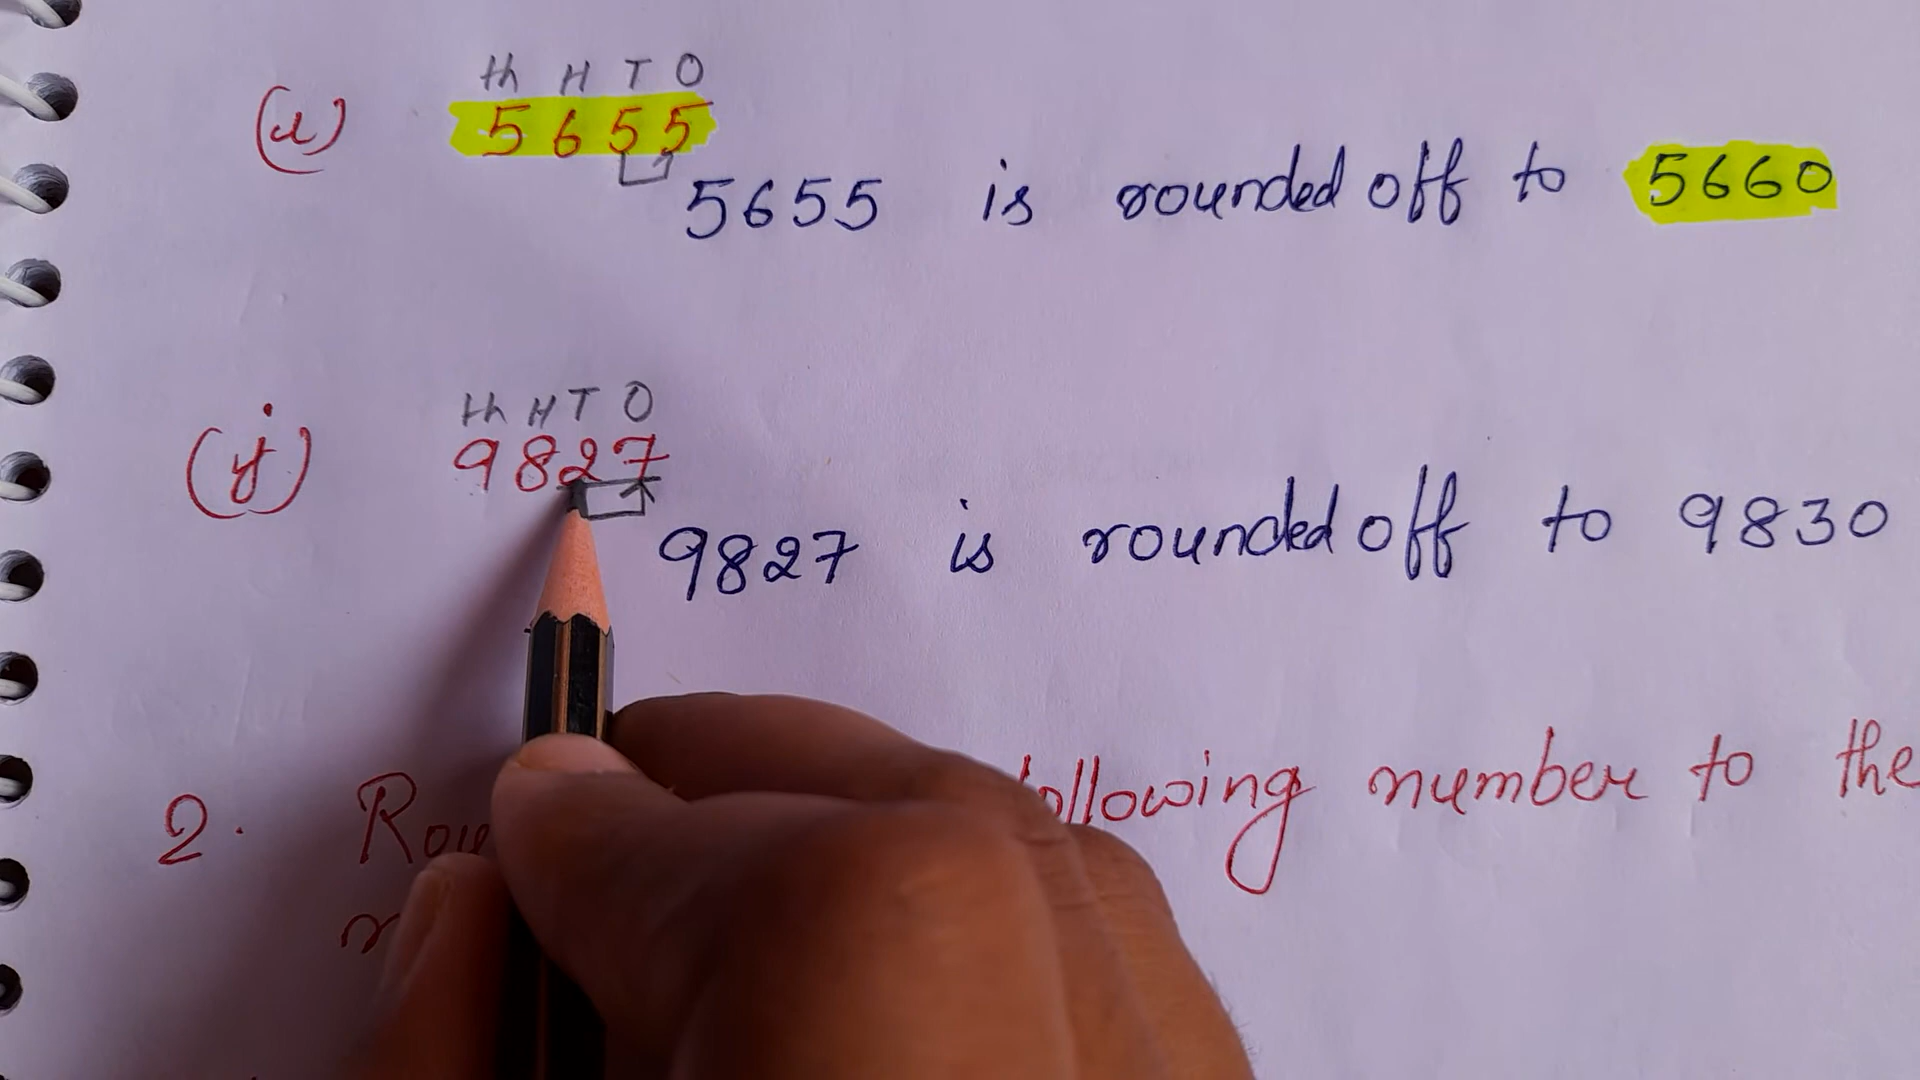 Th H T O
(i) 5655
5655 is rounded off to 5660
Th H T O
(j) 9827
9827 is rounded off to 9830
2. following number to the